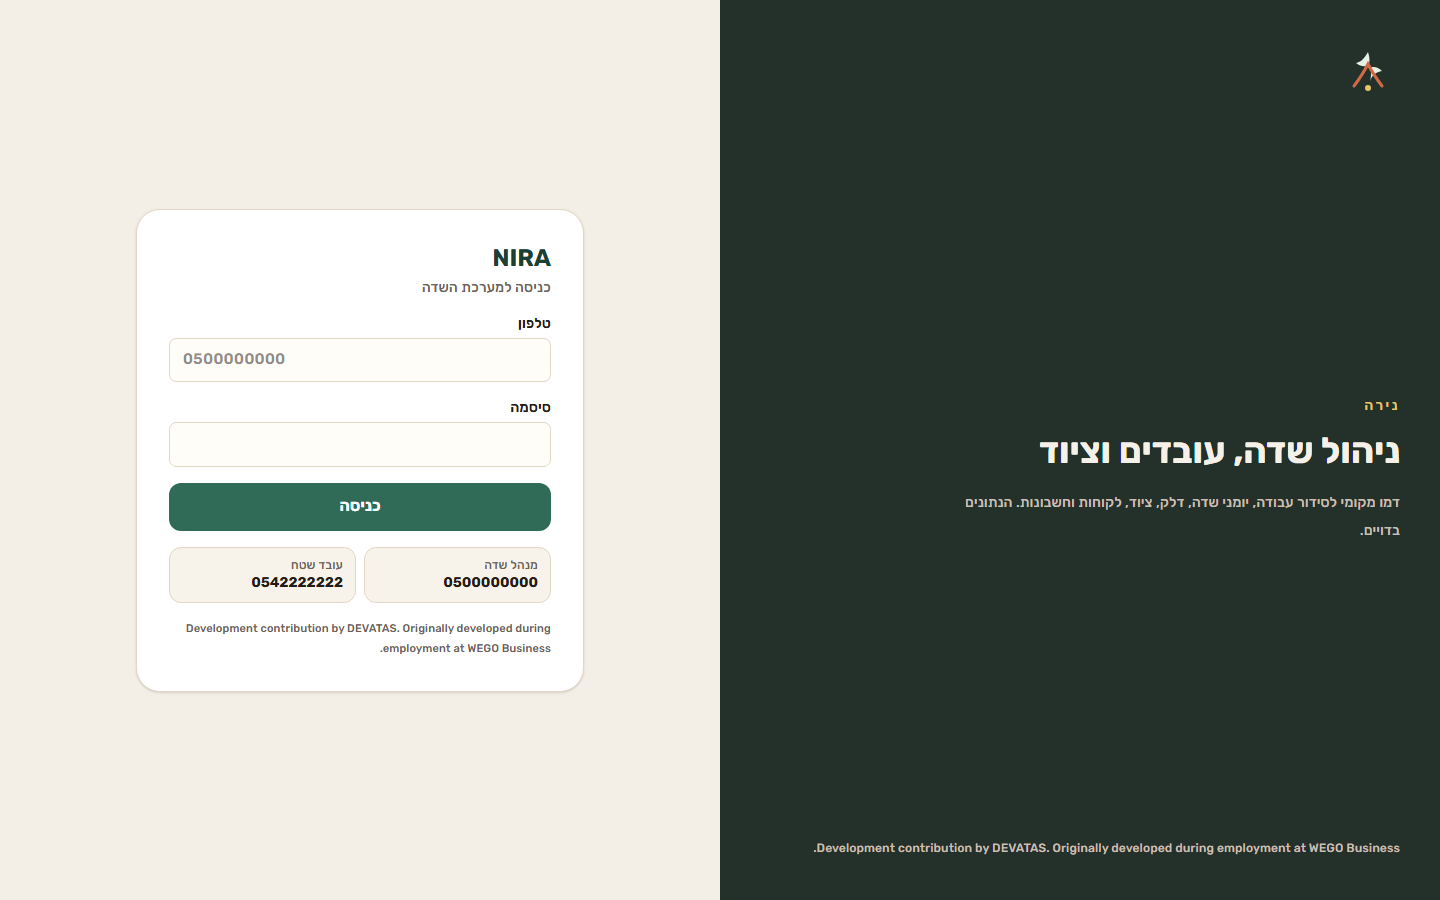 נירה
ניהול שדה, עובדים וציוד
דמו מקומי לסידור עבודה, יומני שדה, דלק, ציוד, לקוחות וחשבונות. הנתונים
בדויים.
Development contribution by DEVATAS. Originally developed during employment at WEGO Business.
NIRA
כניסה למערכת השדה
טלפון
0500000000
סיסמה
כניסה
מנהל שדה
0500000000
עובד שטח
0542222222
Development contribution by DEVATAS. Originally developed during
employment at WEGO Business.